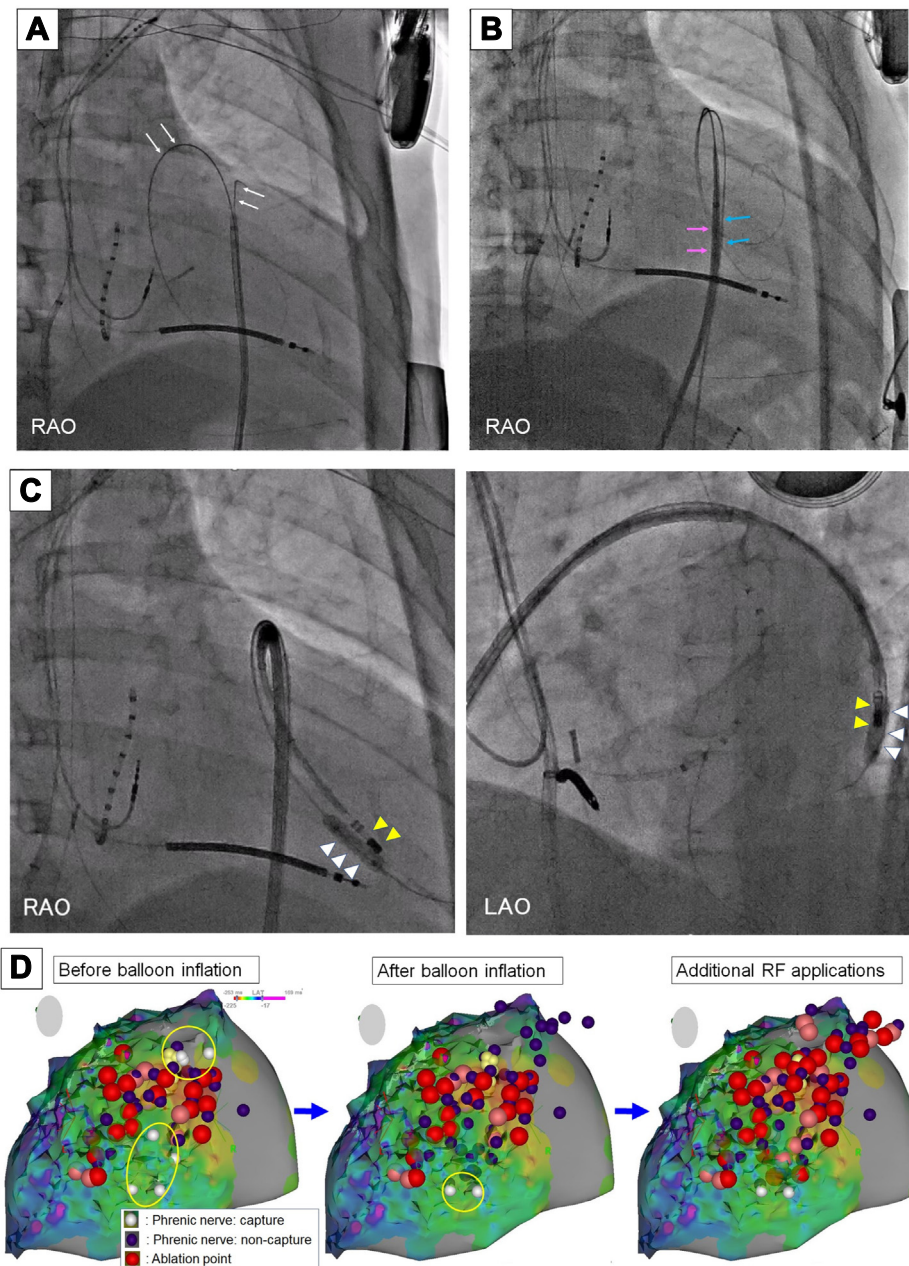 A
RAO
B
RAO
C
RAO
LAO
D
Before balloon inflation
After balloon inflation
Additional RF applications
LAT
-17
: Phrenic nerve: capture
: Phrenic nerve: non-capture
: Ablation point